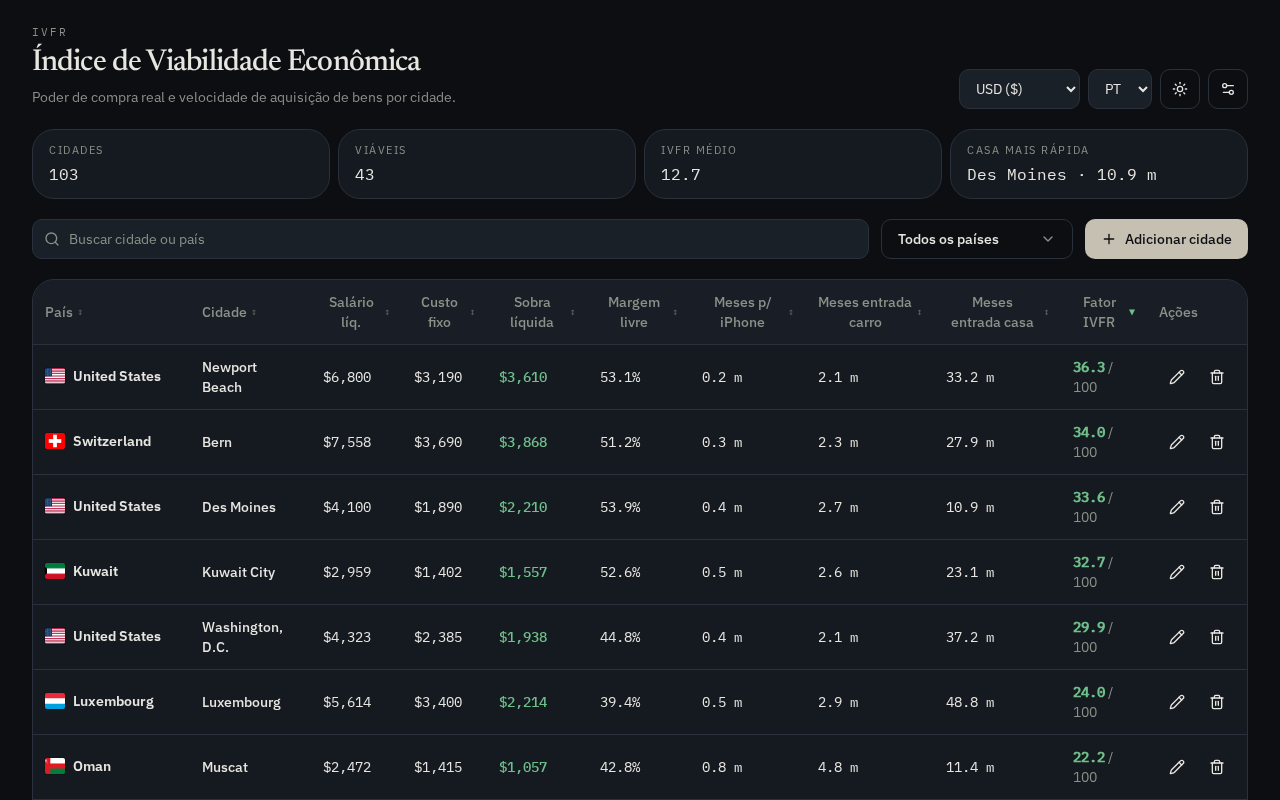 IVFR
Índice de Viabilidade Econômica
Poder de compra real e velocidade de aquisição de bens por cidade.
USD ($)
PT
CIDADES
103
VIÁVEIS
43
IVFR MÉDIO
12.7
CASA MAIS RÁPIDA
Des Moines · 10.9 m
Buscar cidade ou país
Todos os países
Adicionar cidade
País
Cidade
Salário
líq.
Custo
fixo
Sobra
líquida
Margem
livre
Meses p/
iPhone
Meses entrada
carro
Meses
entrada casa
Fator
IVFR
Ações
United States
Newport
Beach
$6,800
$3,190
$3,610
53.1%
0.2 m
2.1 m
33.2 m
36.3 /
100
Switzerland
Bern
$7,558
$3,690
$3,868
51.2%
0.3 m
2.3 m
27.9 m
34.0 /
100
United States
Des Moines
$4,100
$1,890
$2,210
53.9%
0.4 m
2.7 m
10.9 m
33.6 /
100
Kuwait
Kuwait City
$2,959
$1,402
$1,557
52.6%
0.5 m
2.6 m
23.1 m
32.7 /
100
United States
Washington,
D.C.
$4,323
$2,385
$1,938
44.8%
0.4 m
2.1 m
37.2 m
29.9 /
100
Luxembourg
Luxembourg
$5,614
$3,400
$2,214
39.4%
0.5 m
2.9 m
48.8 m
24.0 /
100
Oman
Muscat
$2,472
$1,415
$1,057
42.8%
0.8 m
4.8 m
11.4 m
22.2 /
100